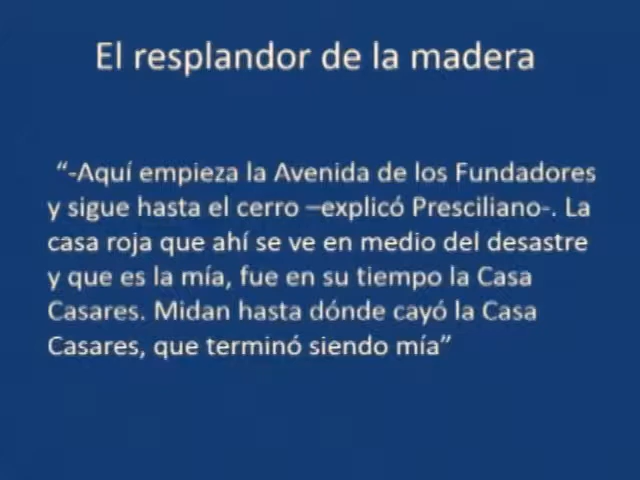 El resplandor de la madera
“-Aquí empieza la Avenida de los Fundadores
y sigue hasta el cerro –explicó Presciliano-. La
casa roja que ahí se ve en medio del desastre
y que es la mía, fue en su tiempo la Casa
Casares. Midan hasta dónde cayó la Casa
Casares, que terminó siendo mía”